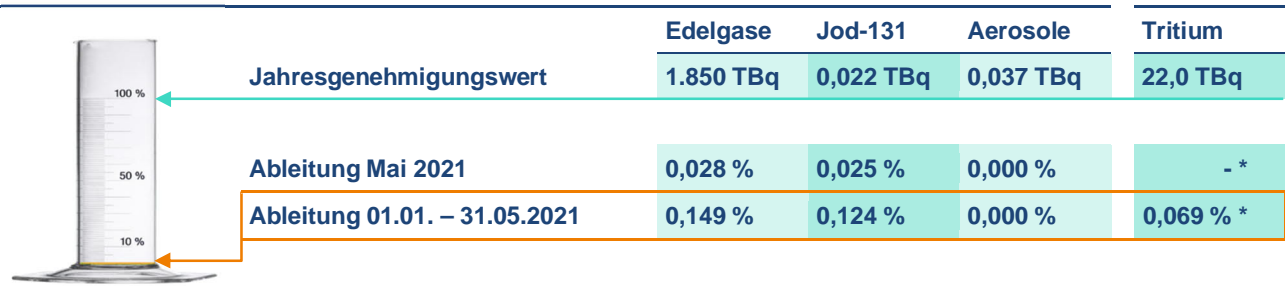 Edelgase Jod-131 Aerosole Tritium
Jahresgenehmigungswert 1.850 TBq 0,022 TBq 0,037 TBq 22,0 TBq
100 %
Ableitung Mai 2021 0,028 % 0,025 % 0,000 % - *
50 %
Ableitung 01.01. – 31.05.2021 0,149 % 0,124 % 0,000 % 0,069 % *
10 %